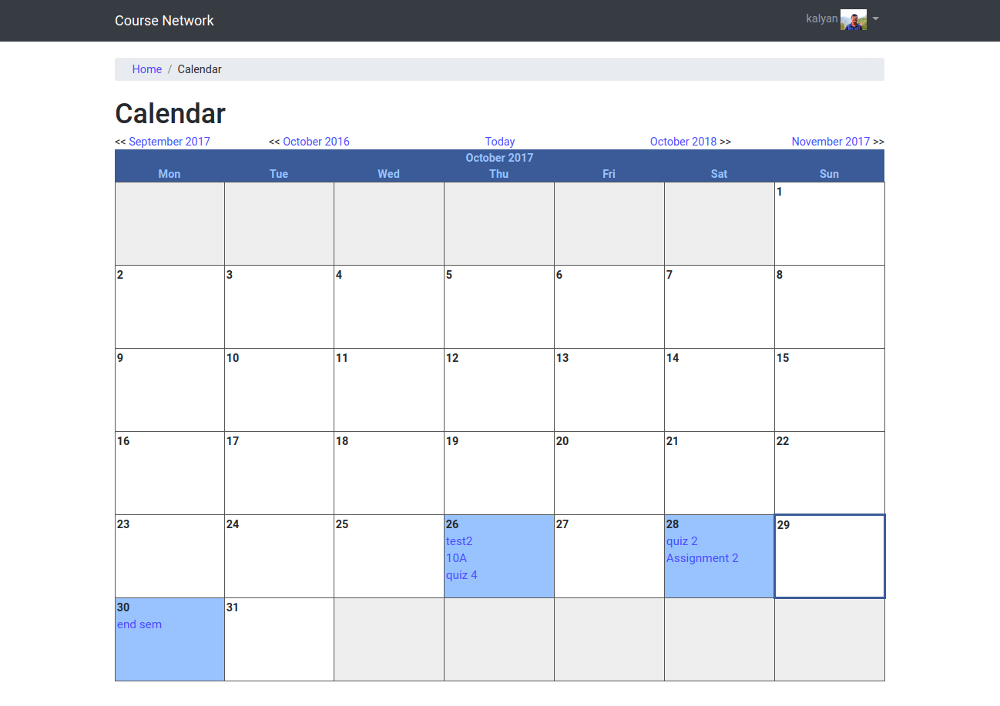 Course Network
kalyan
Home / Calendar
Calendar
<< September 2017 << October 2016 Today October 2018 >> November 2017 >>
October 2017
Mon Tue Wed Thu Fri Sat Sun
1
2 3 4 5 6 7 8
9 10 11 12 13 14 15
16 17 18 19 20 21 22
23 24 25 26 27 28 29
test2 quiz 2
10A Assignment 2
quiz 4
30 31
end sem